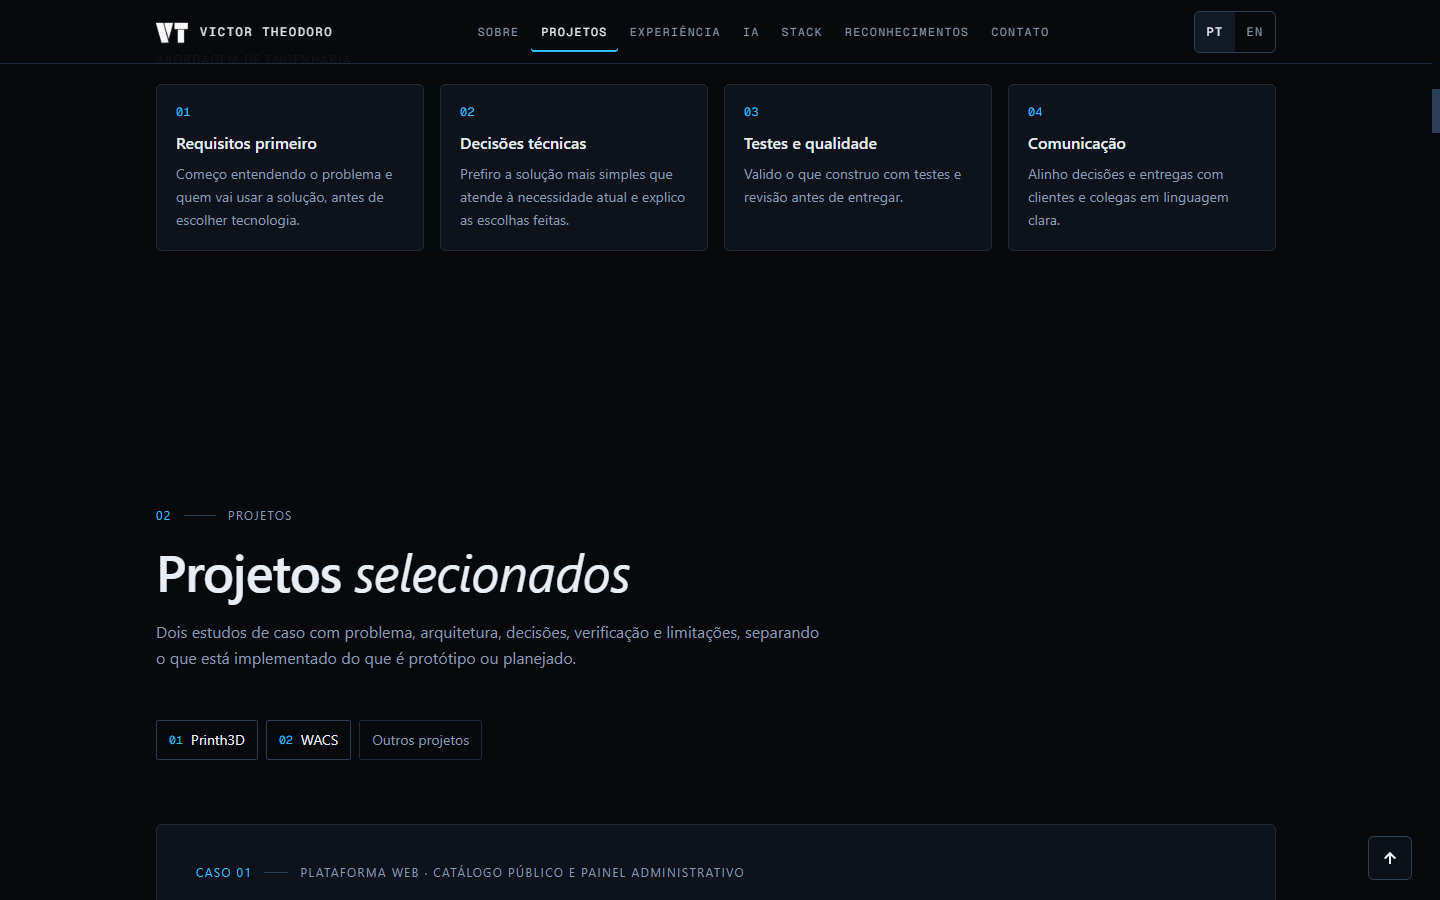 VT VICTOR THEODORO
SOBRE PROJETOS EXPERIÊNCIA IA STACK RECONHECIMENTOS CONTATO
PT EN
ABORDAGEM DE ENGENHARIA
01
Requisitos primeiro
Começo entendendo o problema e
quem vai usar a solução, antes de
escolher tecnologia.
02
Decisões técnicas
Prefiro a solução mais simples que
atende à necessidade atual e explico
as escolhas feitas.
03
Testes e qualidade
Valido o que construo com testes e
revisão antes de entregar.
04
Comunicação
Alinho decisões e entregas com
clientes e colegas em linguagem
clara.
02 PROJETOS
Projetos selecionados
Dois estudos de caso com problema, arquitetura, decisões, verificação e limitações, separando
o que está implementado do que é protótipo ou planejado.
01 Printh3D
02 WACS
Outros projetos
CASO 01 PLATAFORMA WEB · CATÁLOGO PÚBLICO E PAINEL ADMINISTRATIVO